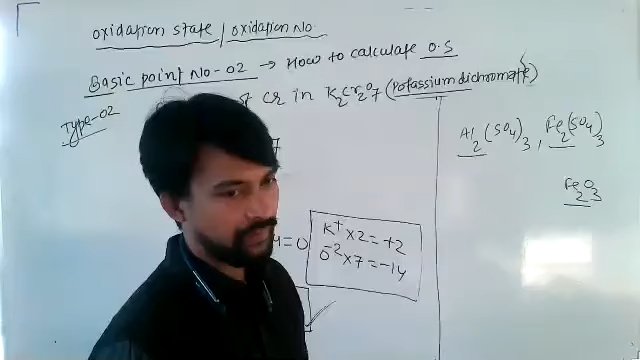 oxidation state / oxidation No.
Basic point No-02 → How to calculate O.S
Type-02
of Cr in K2Cr2O7 (Potassium dichromate)
7
Al2(SO4)3, Fe2(SO4)3
Fe2O3
=0
K+ x2 = +2
O-2 x7 = -14